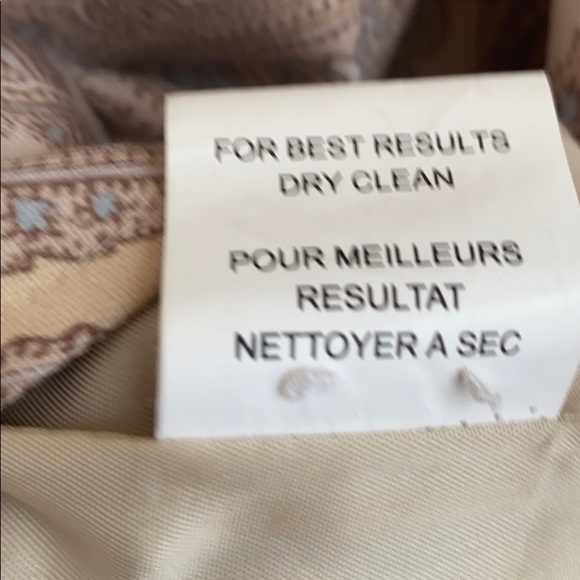 FOR BEST RESULTS
DRY CLEAN
POUR MEILLEURS
RESULTAT
NETTOYER A SEC